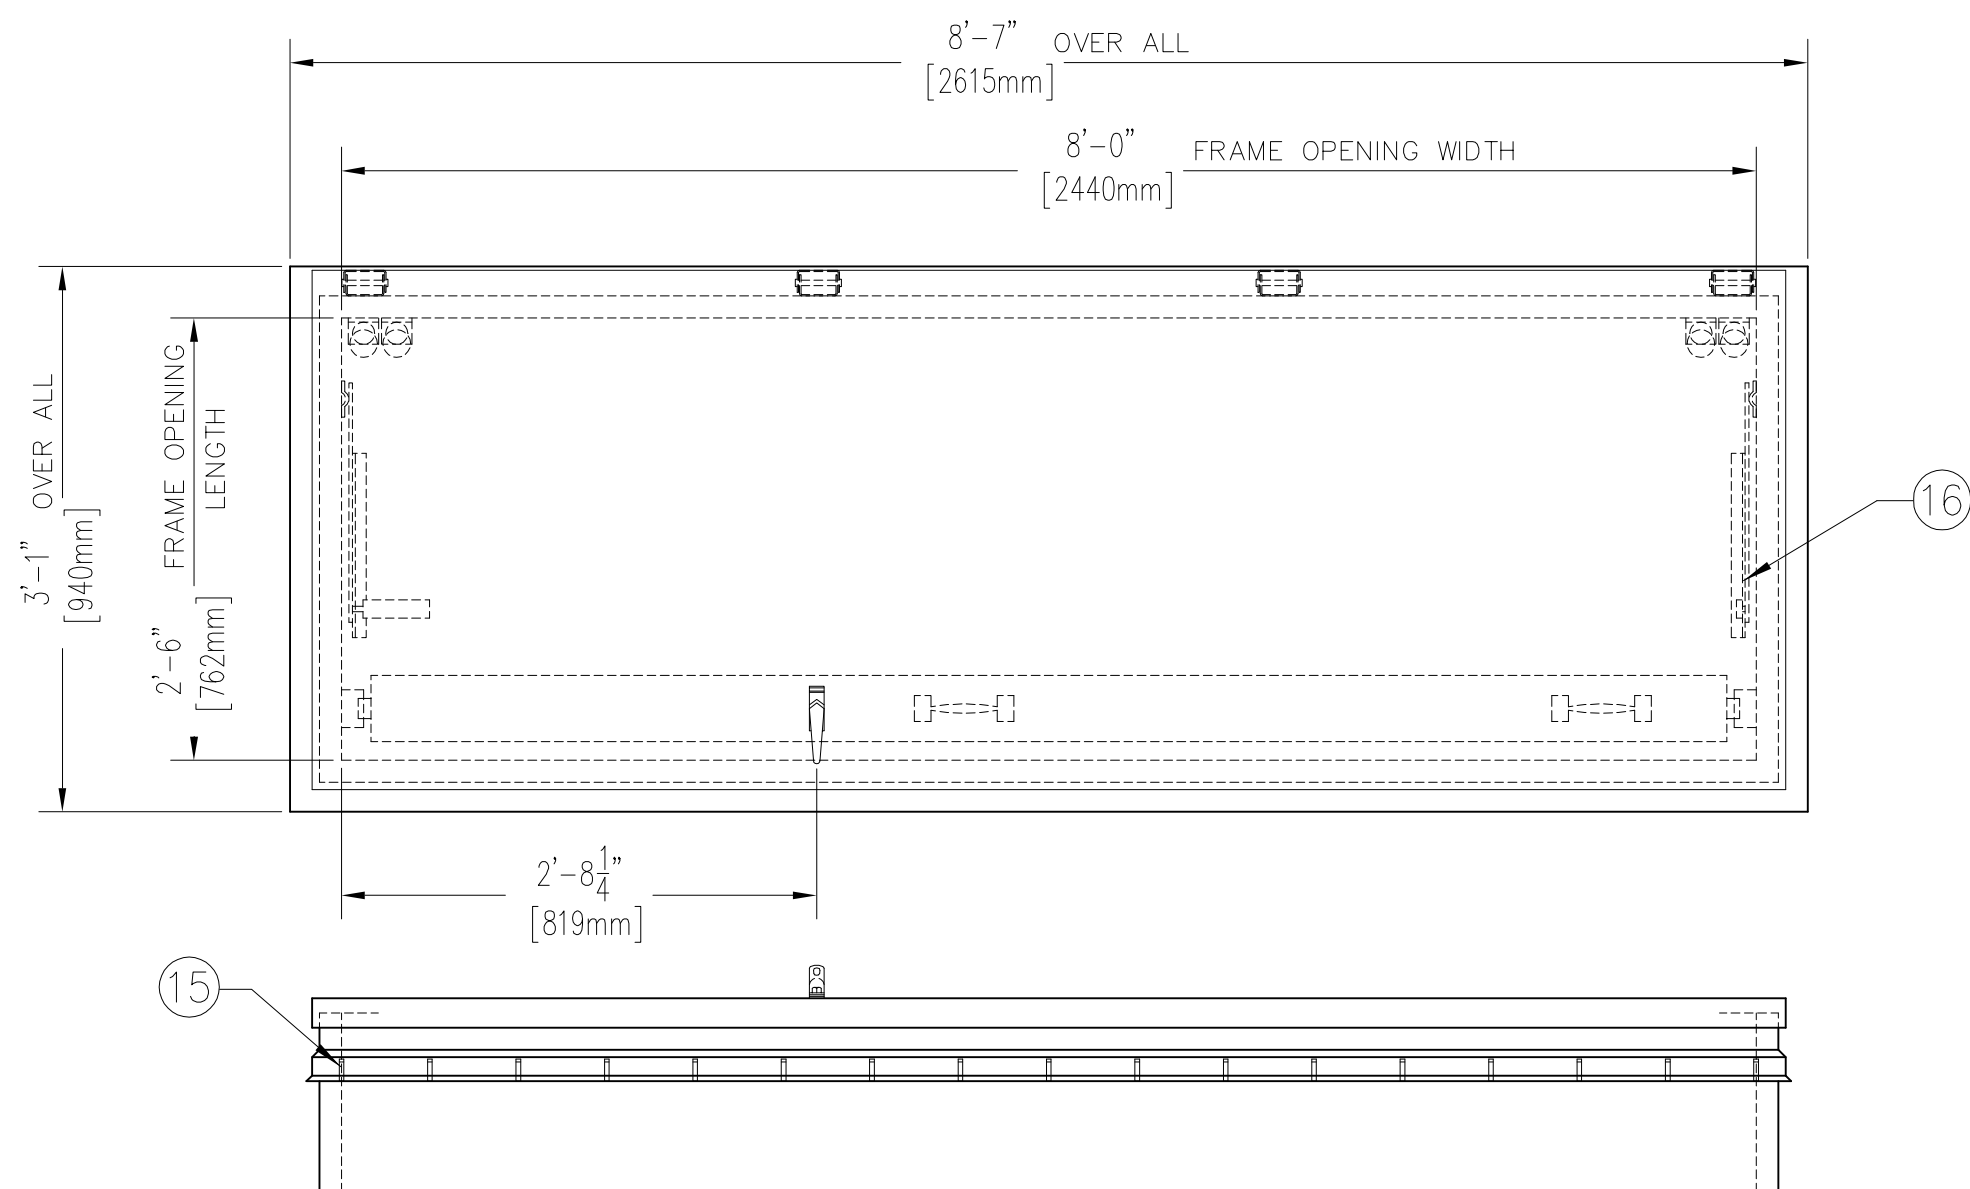 8'-7" OVER ALL
[2615mm]
8'-0" FRAME OPENING WIDTH
[2440mm]
3'-1" OVER ALL
[940mm]
2'-6" FRAME OPENING
LENGTH
[762mm]
16
2'-8 1/4"
[819mm]
15